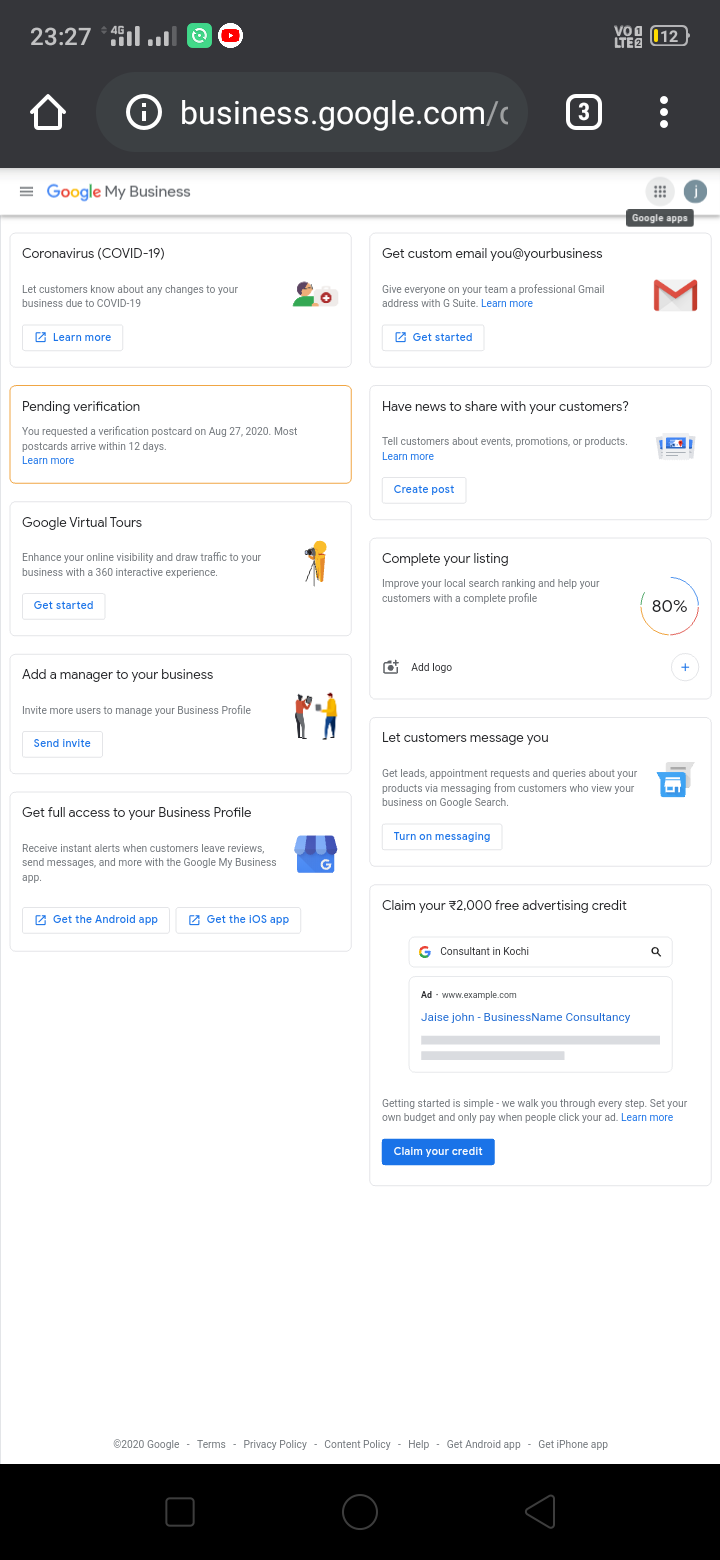 23:27
4G
VO 1
LTE 2
12
business.google.com/
3
Google My Business
j
Google apps
Coronavirus (COVID-19)
Let customers know about any changes to your
business due to COVID-19
Learn more
Pending verification
You requested a verification postcard on Aug 27, 2020. Most
postcards arrive within 12 days.
Learn more
Google Virtual Tours
Enhance your online visibility and draw traffic to your
business with a 360 interactive experience.
Get started
Add a manager to your business
Invite more users to manage your Business Profile
Send invite
Get full access to your Business Profile
Receive instant alerts when customers leave reviews,
send messages, and more with the Google My Business
app.
G
Get the Android app
Get the iOS app
Get custom email you@yourbusiness
Give everyone on your team a professional Gmail
address with G Suite. Learn more
Get started
Have news to share with your customers?
Tell customers about events, promotions, or products.
Learn more
Create post
Complete your listing
Improve your local search ranking and help your
customers with a complete profile
80%
Add logo
Let customers message you
Get leads, appointment requests and queries about your
products via messaging from customers who view your
business on Google Search.
Turn on messaging
Claim your ₹2,000 free advertising credit
Consultant in Kochi
Ad · www.example.com
Jaise john - BusinessName Consultancy
Getting started is simple - we walk you through every step. Set your
own budget and only pay when people click your ad. Learn more
Claim your credit
©2020 Google - Terms - Privacy Policy - Content Policy - Help - Get Android app - Get iPhone app